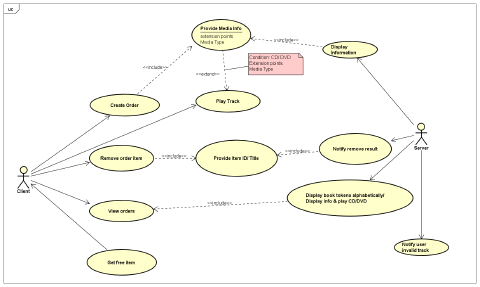 uc
Provide Media Info
extension points
Media Type
Display
Information
<<include>>
Condition: CD/DVD
Extension points
Media Type
<<include>>
<<extend>>
Create Order
Play Track
Server
Remove order item
<<include>>
Provide Item ID/ Title
<<include>>
Notify remove result
Client
Display book tokens alphabetically/
Display info & play CD/DVD
<<include>>
View orders
Notify user
invalid track
Get free item